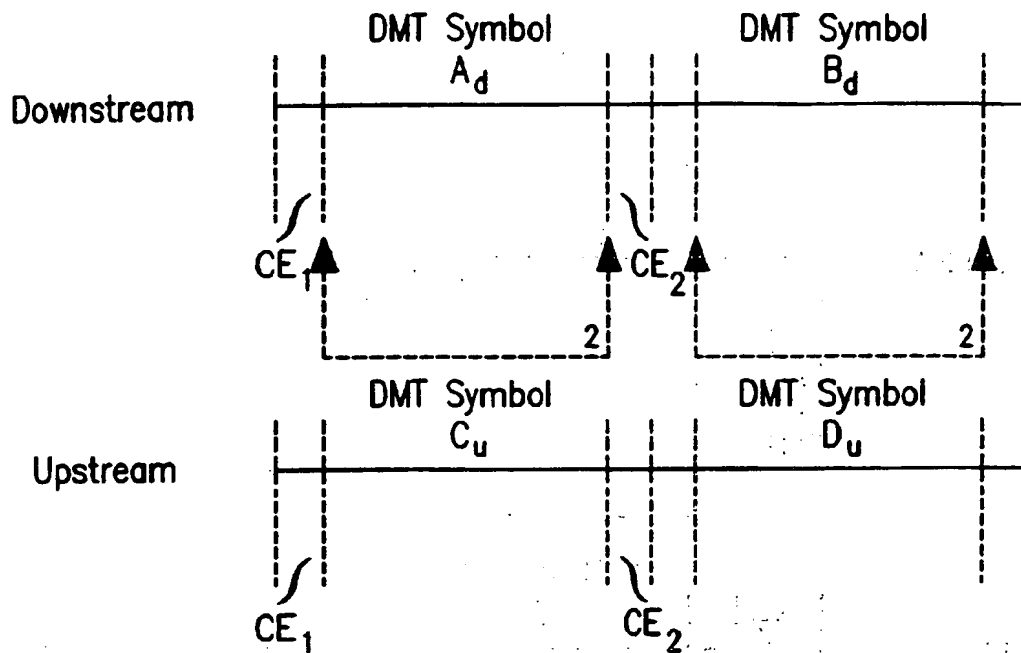 DMT Symbol DMT Symbol
A_d B_d
Downstream
CE_1 CE_2
2 2
DMT Symbol DMT Symbol
C_u D_u
Upstream
CE_1 CE_2